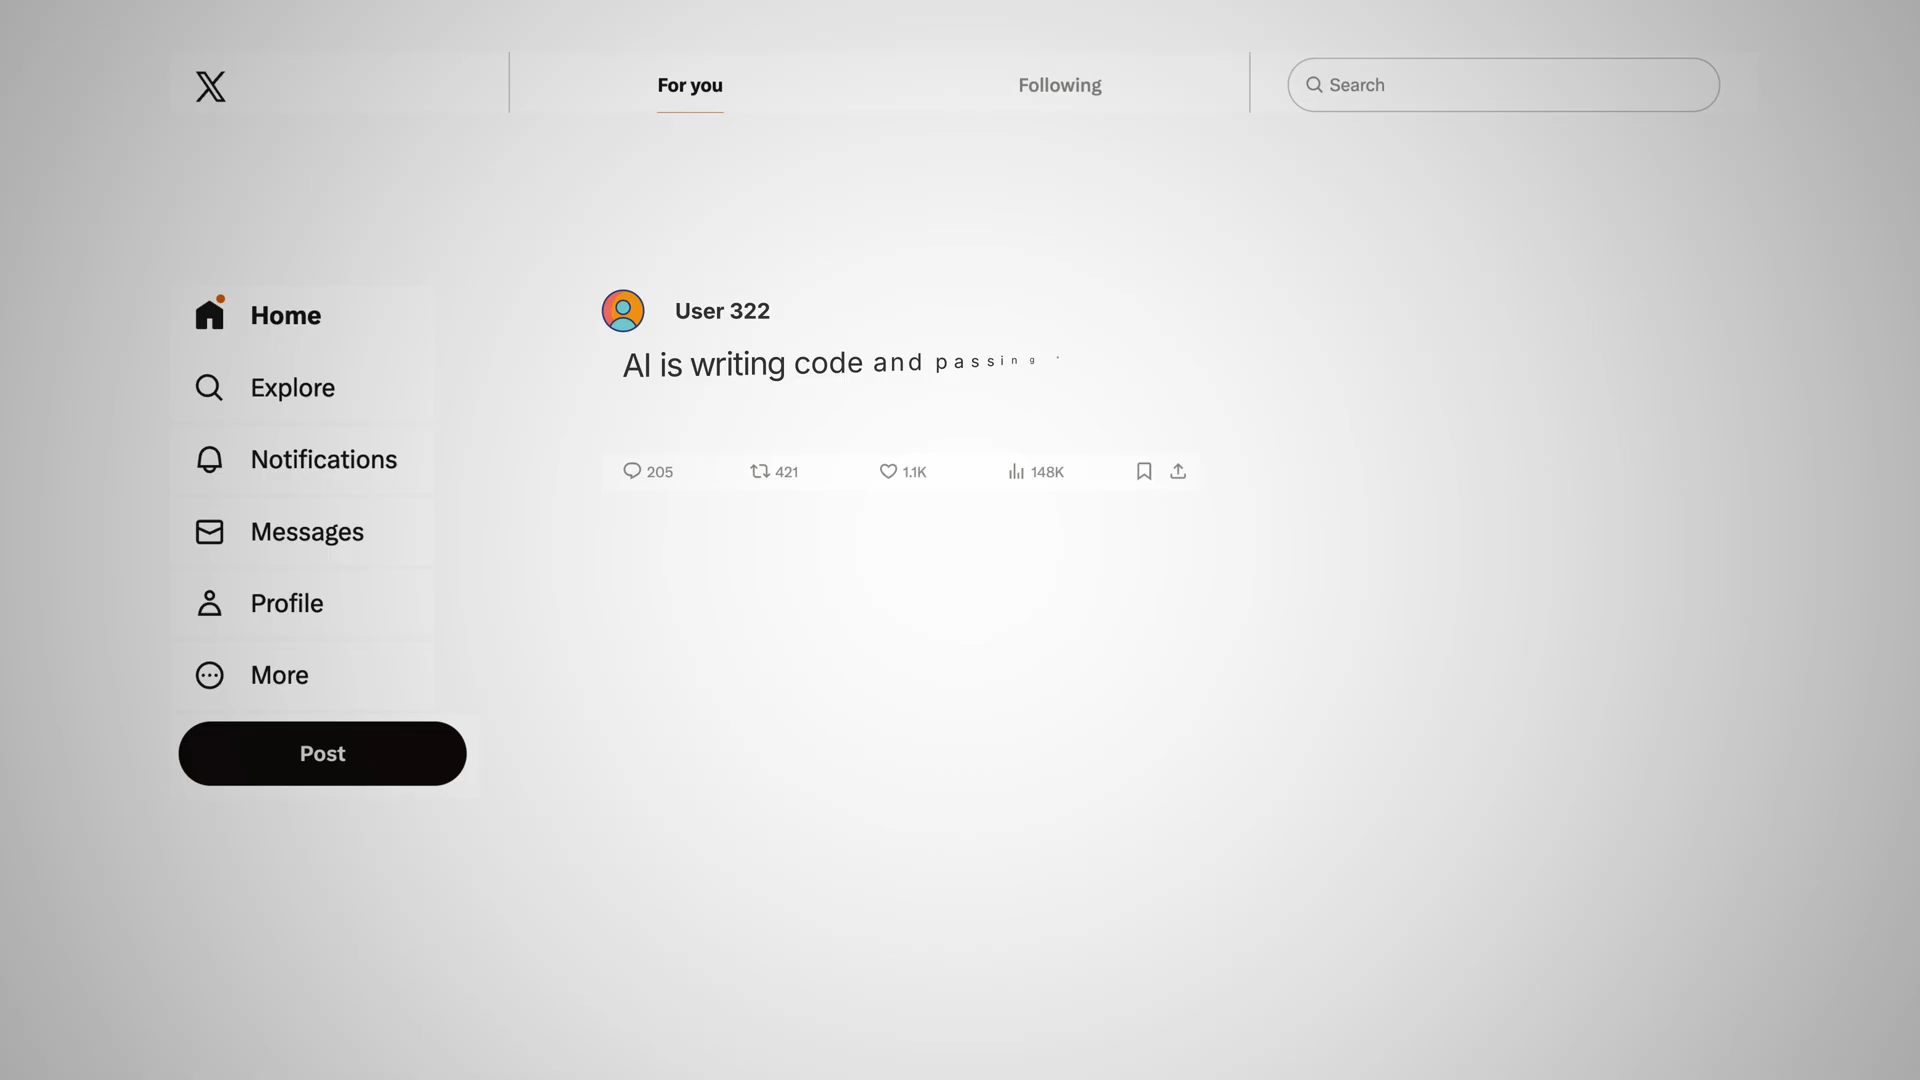 For you
Following
Search
Home
Explore
Notifications
Messages
Profile
More
Post
User 322
AI is writing code and passing
205
421
1.1K
148K